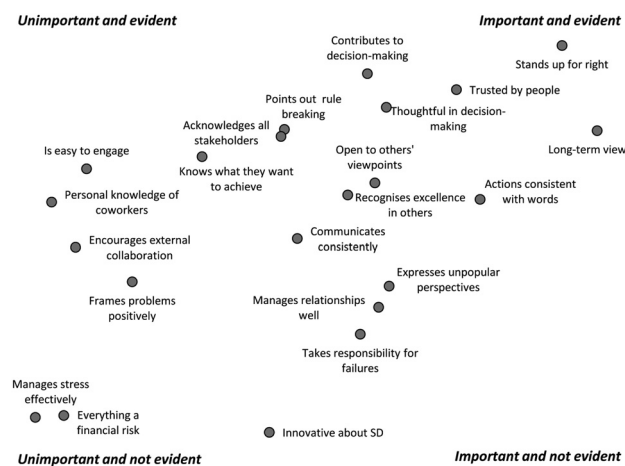 Unimportant and evident
Important and evident
Contributes to
decision-making
Stands up for right
Trusted by people
Points out  rule
breaking
Thoughtful in decision-
making
Acknowledges all
stakeholders
Long-term view
Is easy to engage
Open to others'
viewpoints
Knows what they want
to achieve
Actions consistent
with words
Personal knowledge of
coworkers
Recognises excellence
in others
Communicates
consistently
Encourages external
collaboration
Expresses unpopular
perspectives
Frames problems
positively
Manages relationships
well
Takes responsibility for
failures
Manages stress
effectively
Everything a
financial risk
Innovative about SD
Unimportant and not evident
Important and not evident